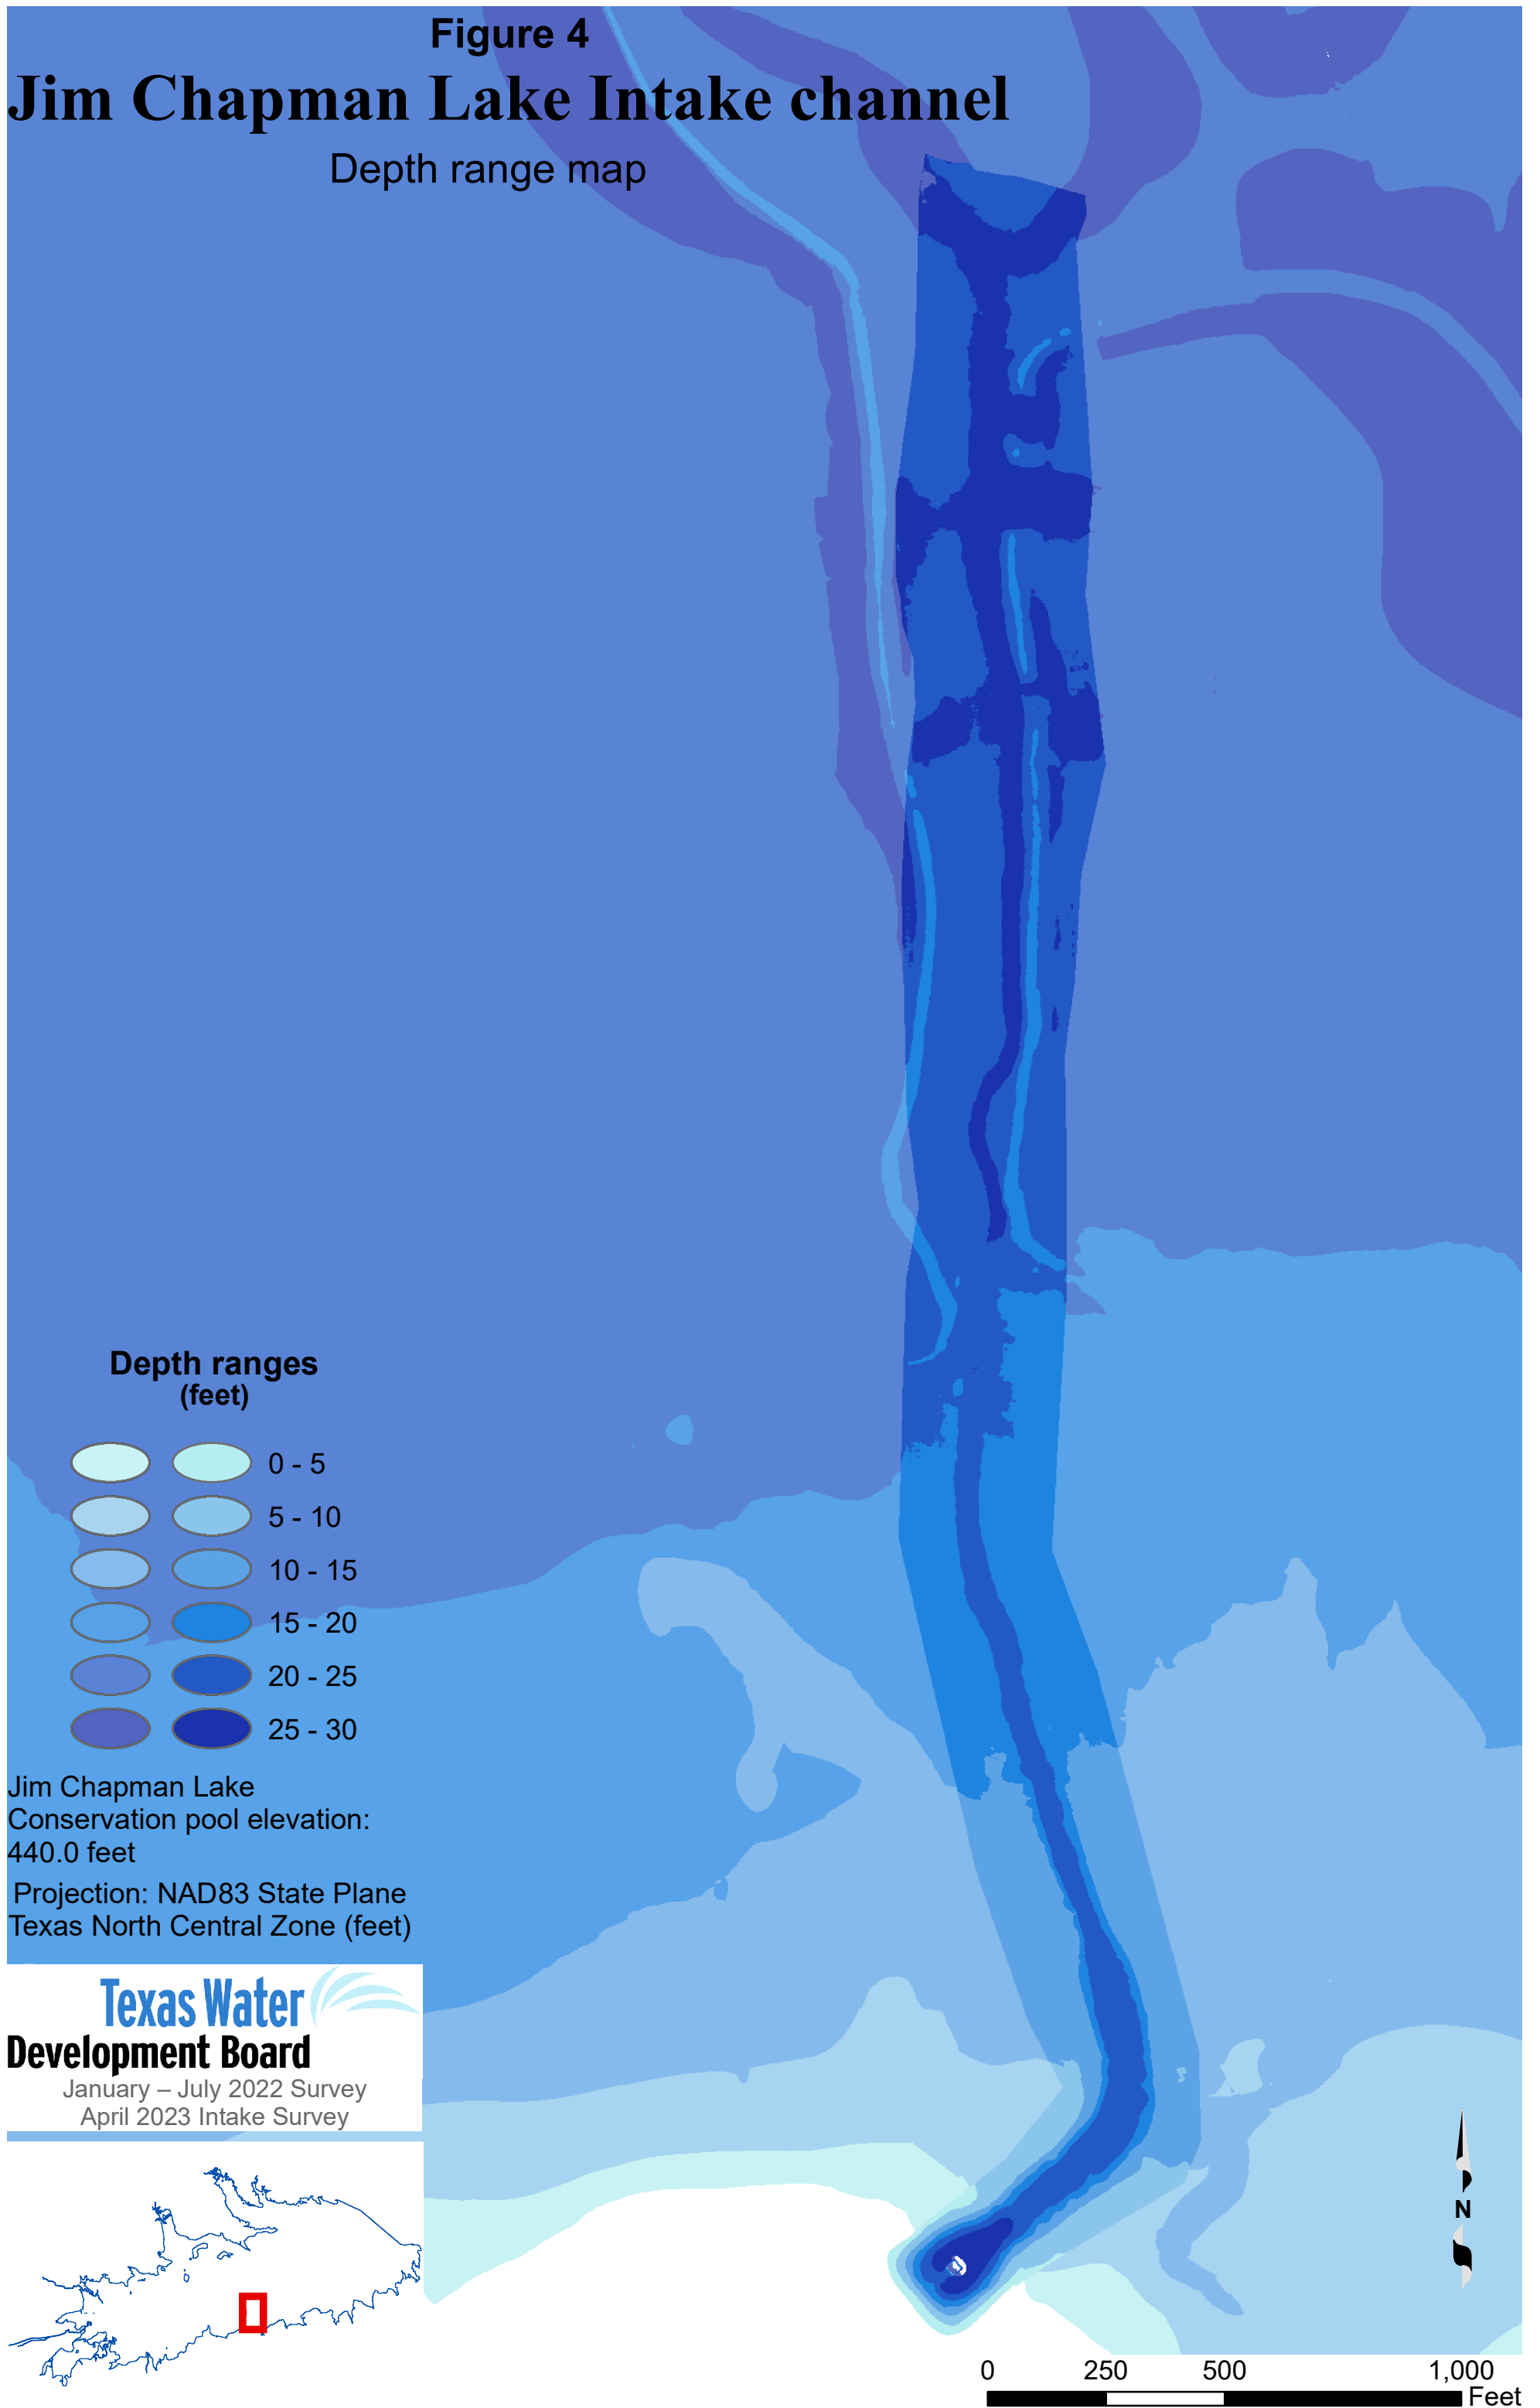 Figure 4
Jim Chapman Lake Intake channel
Depth range map
Depth ranges
(feet)
0 - 5
5 - 10
10 - 15
15 - 20
20 - 25
25 - 30
Jim Chapman Lake
Conservation pool elevation:
440.0 feet
Projection: NAD83 State Plane
Texas North Central Zone (feet)
Texas Water
Development Board
January – July 2022 Survey
April 2023 Intake Survey
N
0 250 500 1,000
Feet